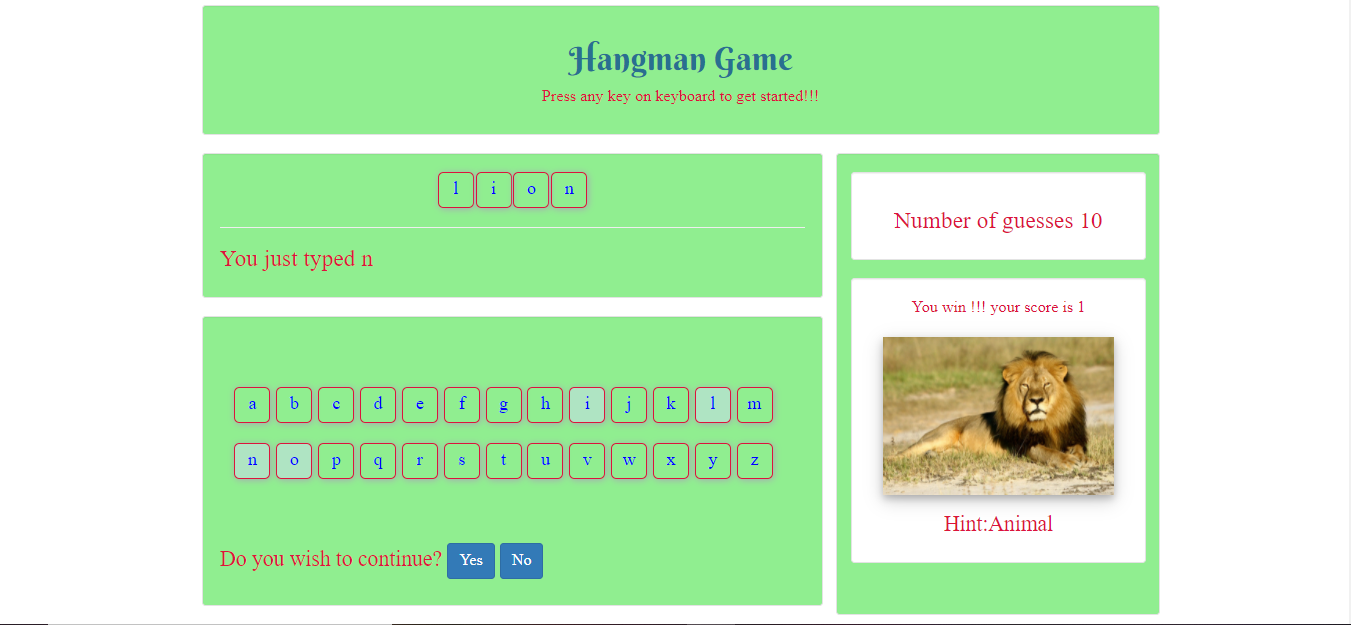 Hangman Game
Press any key on keyboard to get started!!!
l i o n
You just typed n
Number of guesses 10
You win !!! your score is 1
Hint:Animal
a b c d e f g h i j k l m
n o p q r s t u v w x y z
Do you wish to continue? Yes No